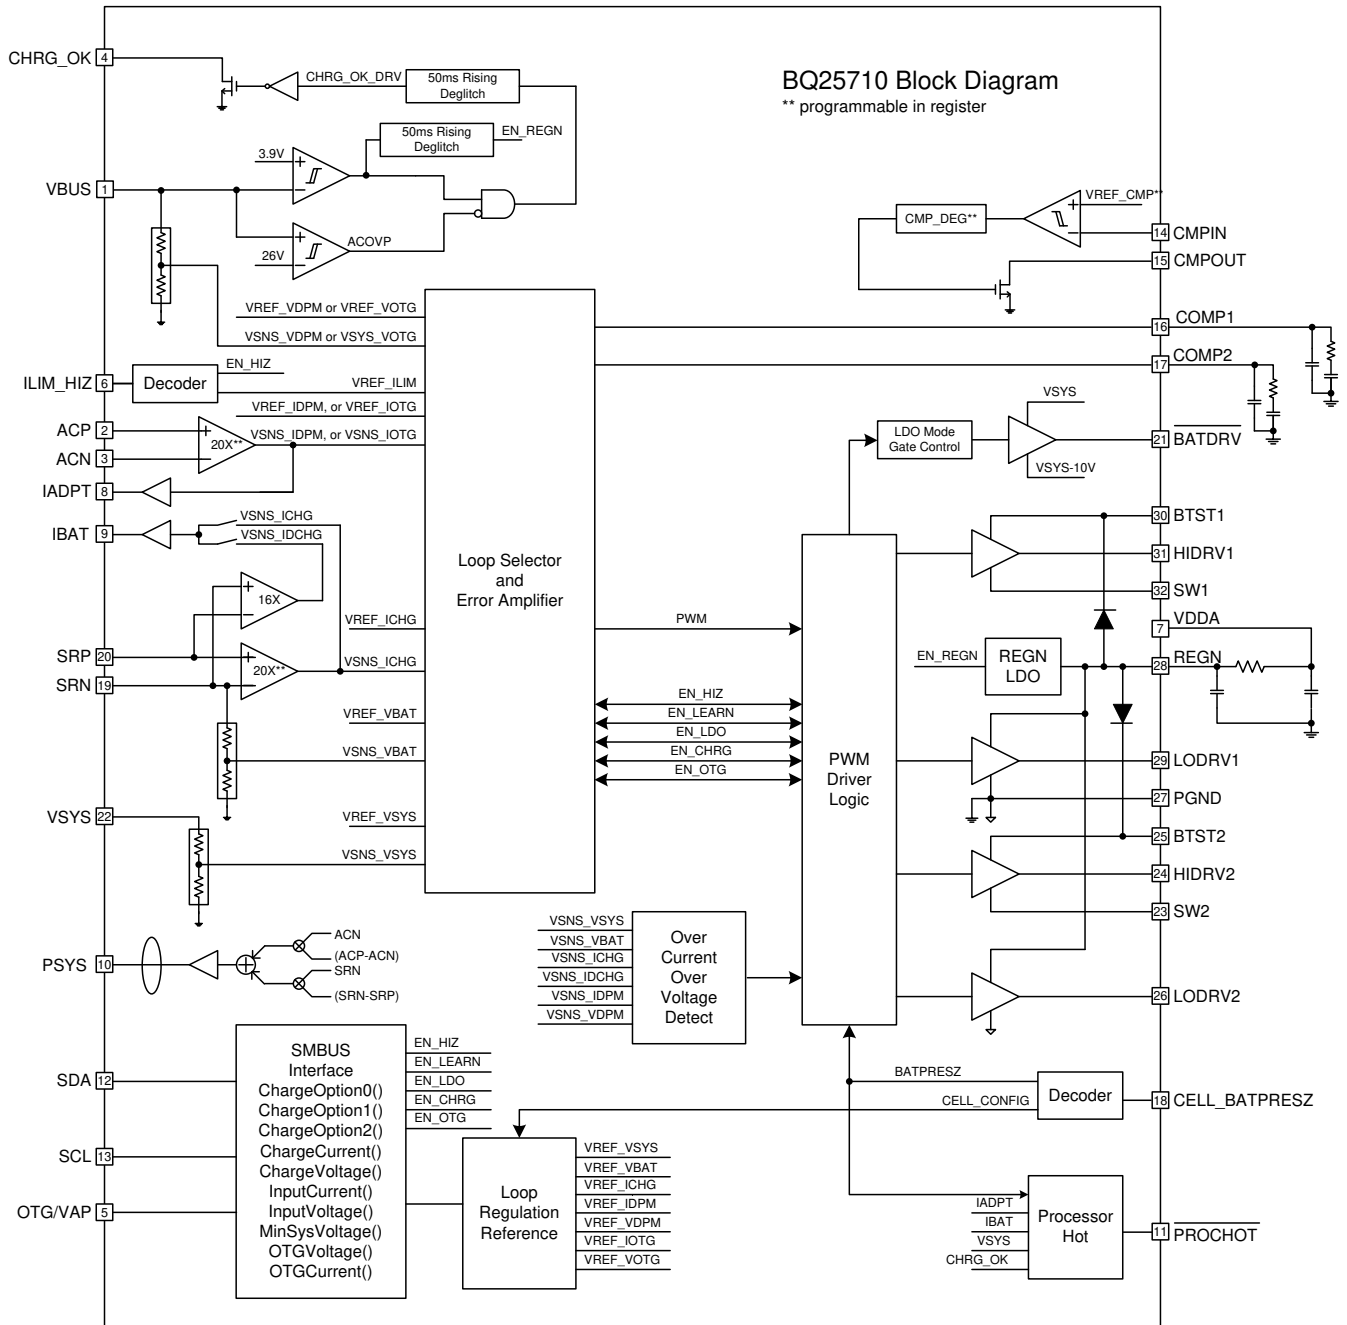 BQ25710 Block Diagram
** programmable in register
CHRG_OK
4
CHRG_OK_DRV
50ms Rising
Deglitch
50ms Rising
Deglitch
EN_REGN
3.9V
+
−
VBUS
1
+
−
26V
ACOVP
VREF_CMP**
+
−
CMP_DEG**
14
CMPIN
15
CMPOUT
16
COMP1
17
COMP2
VREF_VDPM or VREF_VOTG
VSNS_VDPM or VSYS_VOTG
ILIM_HIZ
6
Decoder
EN_HIZ
VREF_ILIM
VREF_IDPM, or VREF_IOTG
ACP
2
+
20X**
−
VSNS_IDPM, or VSNS_IOTG
ACN
3
IADPT
8
IBAT
9
VSNS_ICHG
VSNS_IDCHG
+
16X
−
VREF_ICHG
SRP
20
+
20X**
−
VSNS_ICHG
SRN
19
VREF_VBAT
VSNS_VBAT
VSYS
22
VREF_VSYS
VSNS_VSYS
Loop Selector
and
Error Amplifier
PWM
EN_HIZ
EN_LEARN
EN_LDO
EN_CHRG
EN_OTG
PWM
Driver
Logic
LDO Mode
Gate Control
VSYS
VSYS-10V
21
BATDRV
30
BTST1
31
HIDRV1
32
SW1
7
VDDA
EN_REGN
REGN
LDO
28
REGN
29
LODRV1
27
PGND
25
BTST2
24
HIDRV2
23
SW2
26
LODRV2
VSNS_VSYS
VSNS_VBAT
VSNS_ICHG
VSNS_IDCHG
VSNS_IDPM
VSNS_VDPM
Over
Current
Over
Voltage
Detect
PSYS
10
ACN
(ACP-ACN)
SRN
(SRN-SRP)
SDA
12
SCL
13
OTG/VAP
5
SMBUS
Interface
ChargeOption0()
ChargeOption1()
ChargeOption2()
ChargeCurrent()
ChargeVoltage()
InputCurrent()
InputVoltage()
MinSysVoltage()
OTGVoltage()
OTGCurrent()
EN_HIZ
EN_LEARN
EN_LDO
EN_CHRG
EN_OTG
Loop
Regulation
Reference
VREF_VSYS
VREF_VBAT
VREF_ICHG
VREF_IDPM
VREF_VDPM
VREF_IOTG
VREF_VOTG
BATPRESZ
CELL_CONFIG
Decoder
18
CELL_BATPRESZ
IADPT
IBAT
VSYS
CHRG_OK
Processor
Hot
11
PROCHOT